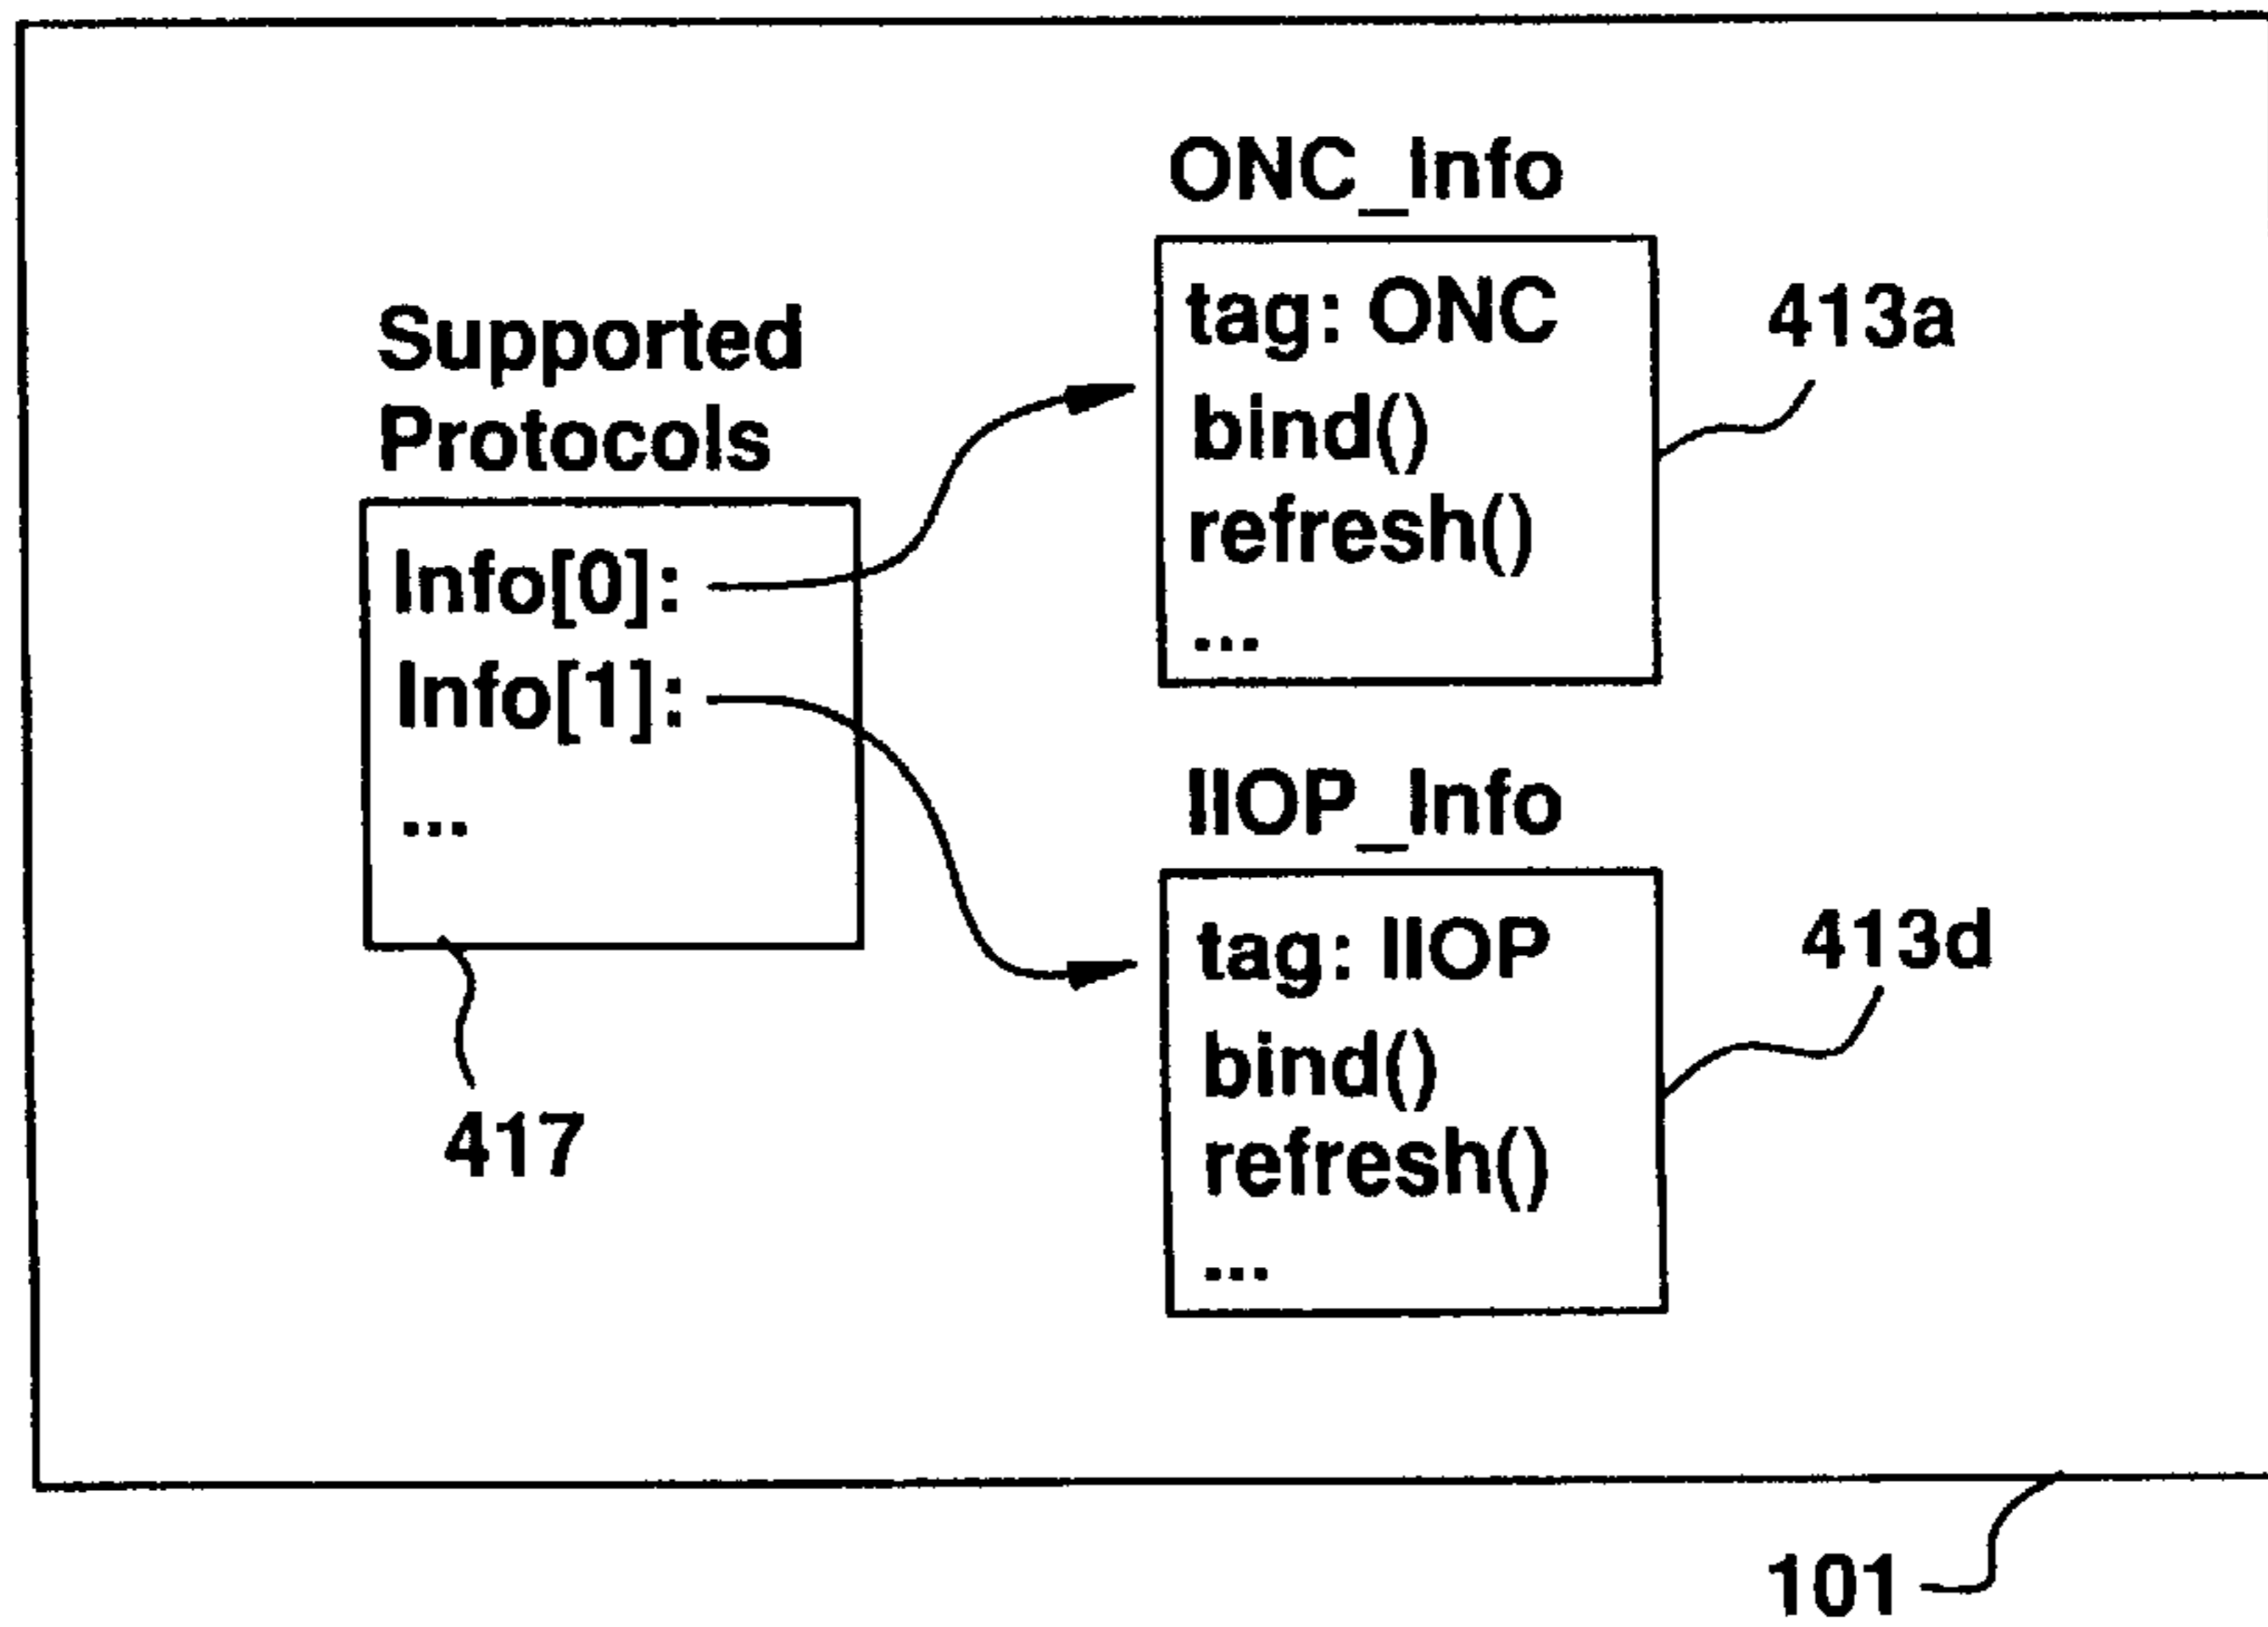 Supported
Protocols
Info[0]:
Info[1]:
...
417
ONC_Info
tag: ONC
bind()
refresh()
...
413a
IIOP_Info
tag: IIOP
bind()
refresh()
...
413d
101